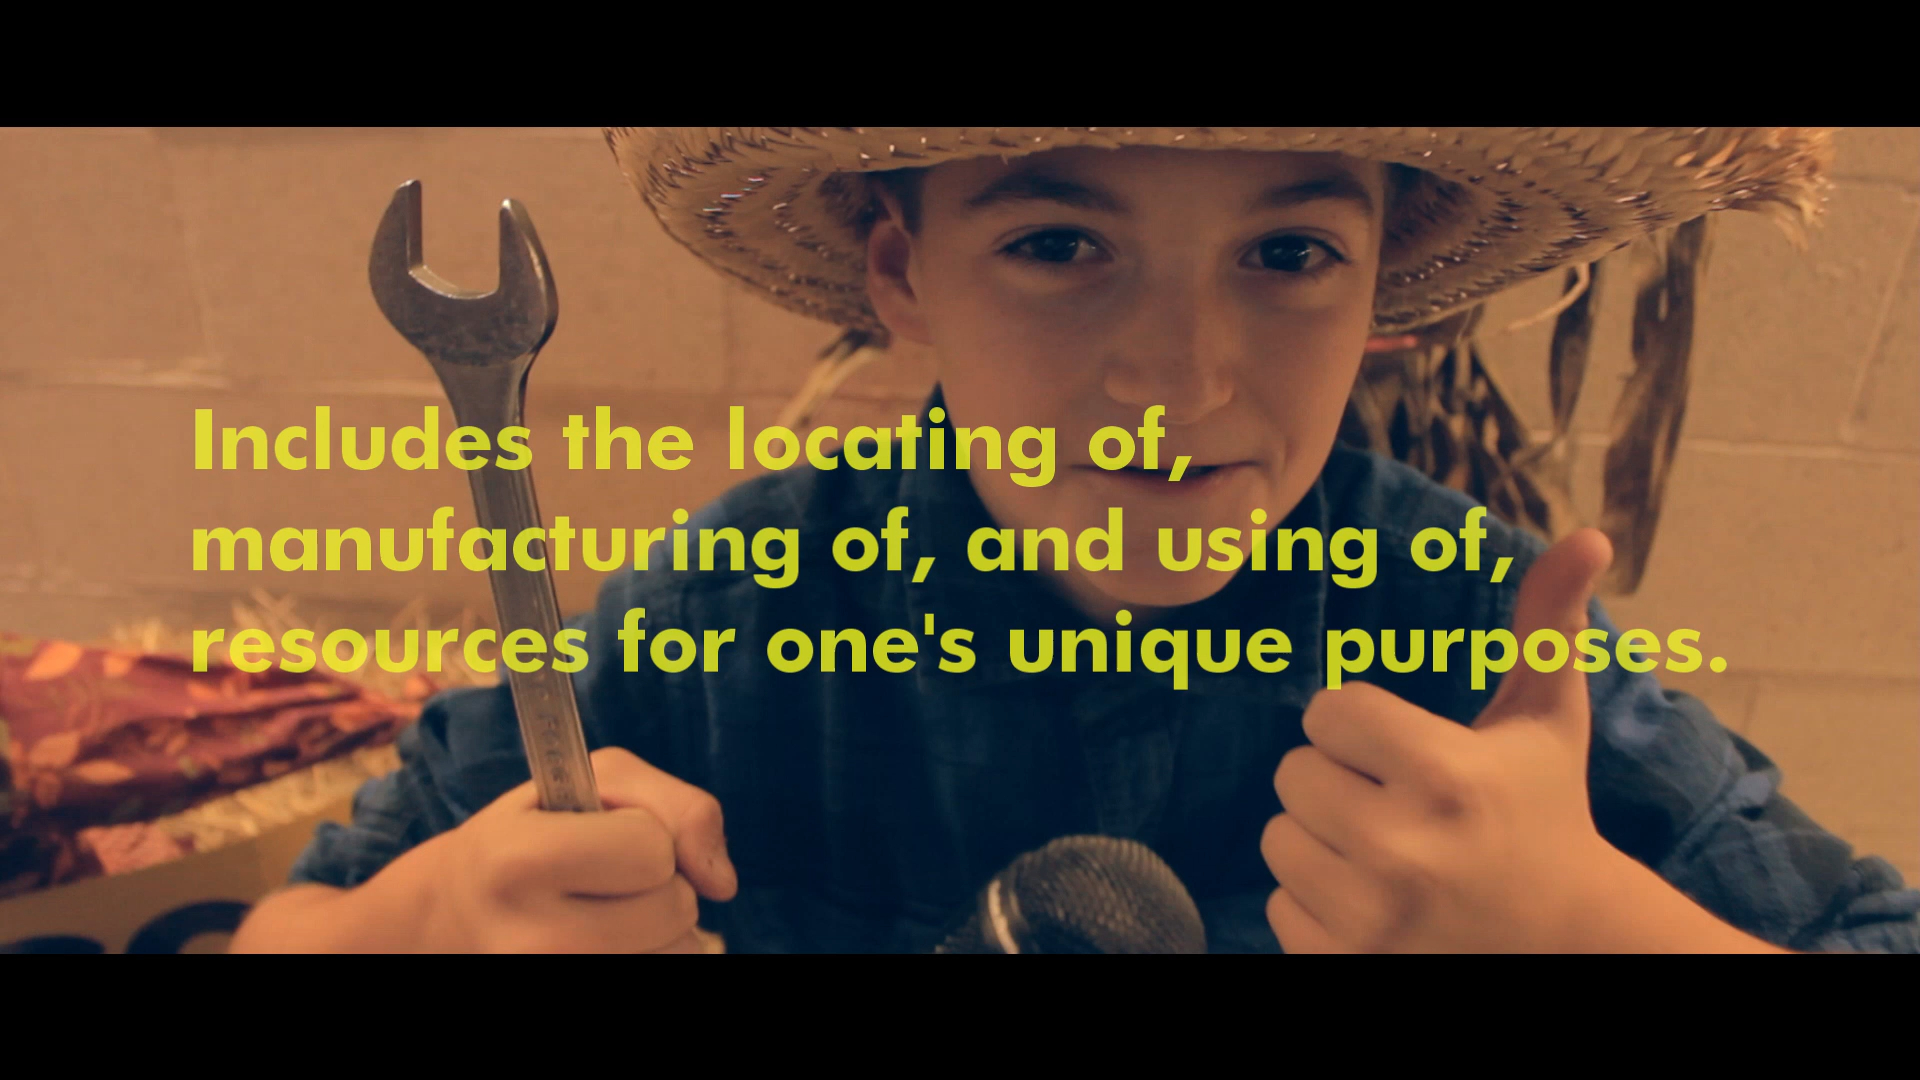 Includes the locating of,
manufacturing of, and using of,
resources for one's unique purposes.